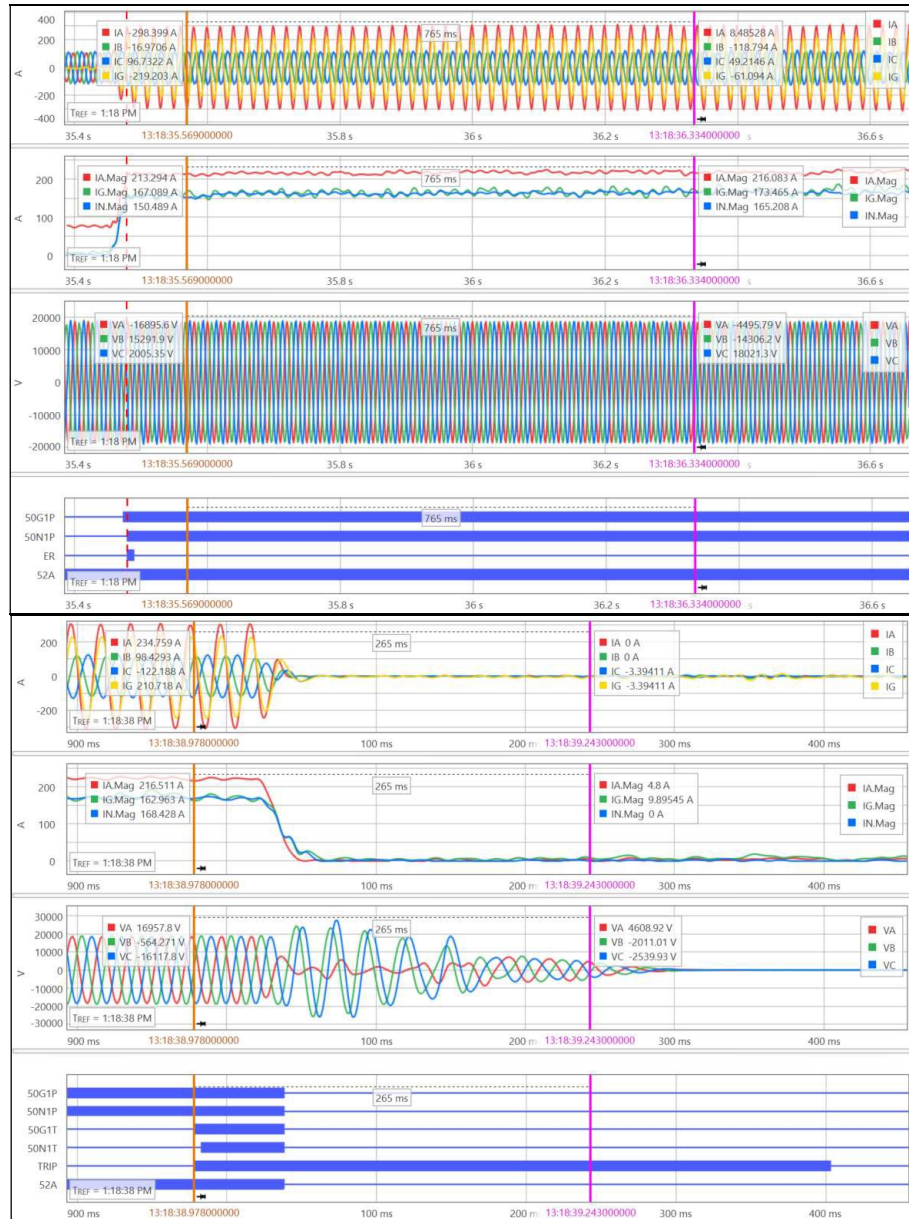 400
200
0
-200
-400
A
IA -298.399 A
IB -16.9706 A
IC 96.7322 A
IG -219.203 A
765 ms
IA 8.48528 A
IB -118.794 A
IC 49.2146 A
IG -61.094 A
IA
IB
IC
IG
TREF = 1:18 PM
35.4 s
13:18:35.569000000
35.8 s
36 s
36.2 s
13:18:36.334000000
36.6 s
200
100
0
A
IA.Mag 213.294 A
IG.Mag 167.089 A
IN.Mag 150.489 A
765 ms
IA.Mag 216.083 A
IG.Mag 173.465 A
IN.Mag 165.208 A
IA.Mag
IG.Mag
IN.Mag
TREF = 1:18 PM
35.4 s
13:18:35.569000000
35.8 s
36 s
36.2 s
13:18:36.334000000
36.6 s
20000
10000
0
-10000
-20000
V
VA -16895.6 V
VB 15291.9 V
VC 2005.35 V
765 ms
VA -4495.79 V
VB -14306.2 V
VC 18021.3 V
VA
VB
VC
TREF = 1:18 PM
35.4 s
13:18:35.569000000
35.8 s
36 s
36.2 s
13:18:36.334000000 s
36.6 s
50G1P
50N1P
ER
52A
765 ms
TREF = 1:18 PM
35.4 s
13:18:35.569000000
35.8 s
36 s
36.2 s
13:18:36.334000000 s
36.6 s
200
0
-200
A
IA 234.759 A
IB 98.4293 A
IC -122.188 A
IG 210.718 A
265 ms
IA 0 A
IB 0 A
IC -3.39411 A
IG -3.39411 A
IA
IB
IC
IG
TREF = 1:18:38 PM
900 ms
13:18:38.978000000
100 ms
200 m
13:18:39.243000000
300 ms
400 ms
200
100
0
A
IA.Mag 216.511 A
IG.Mag 162.963 A
IN.Mag 168.428 A
265 ms
IA.Mag 4.8 A
IG.Mag 9.89545 A
IN.Mag 0 A
IA.Mag
IG.Mag
IN.Mag
TREF = 1:18:38 PM
900 ms
13:18:38.978000000
100 ms
200 m
13:18:39.243000000
300 ms
400 ms
30000
20000
10000
0
-10000
-20000
-30000
V
VA 16957.8 V
VB -564.271 V
VC -16117.8 V
265 ms
VA 4608.92 V
VB -2011.01 V
VC -2539.93 V
VA
VB
VC
TREF = 1:18:38 PM
900 ms
13:18:38.978000000
100 ms
200 m
13:18:39.243000000
300 ms
400 ms
50G1P
50N1P
50G1T
50N1T
TRIP
52A
265 ms
TREF = 1:18:38 PM
900 ms
13:18:38.978000000
100 ms
200 m
13:18:39.243000000
300 ms
400 ms